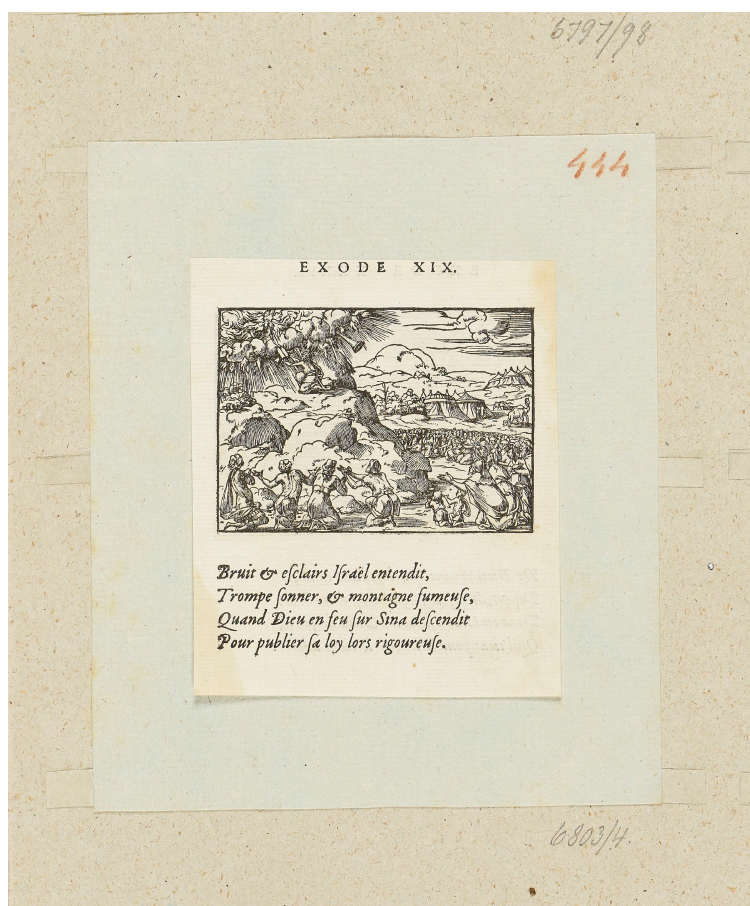 6797/98
444
EXODE XIX.
Bruit & eſclairs Iſraël entendit,
Trompe ſonner, & montagne fumeuſe,
Quand Dieu en feu ſur Sina deſcendit
Pour publier ſa loy lors rigoureuſe.
6803/4.